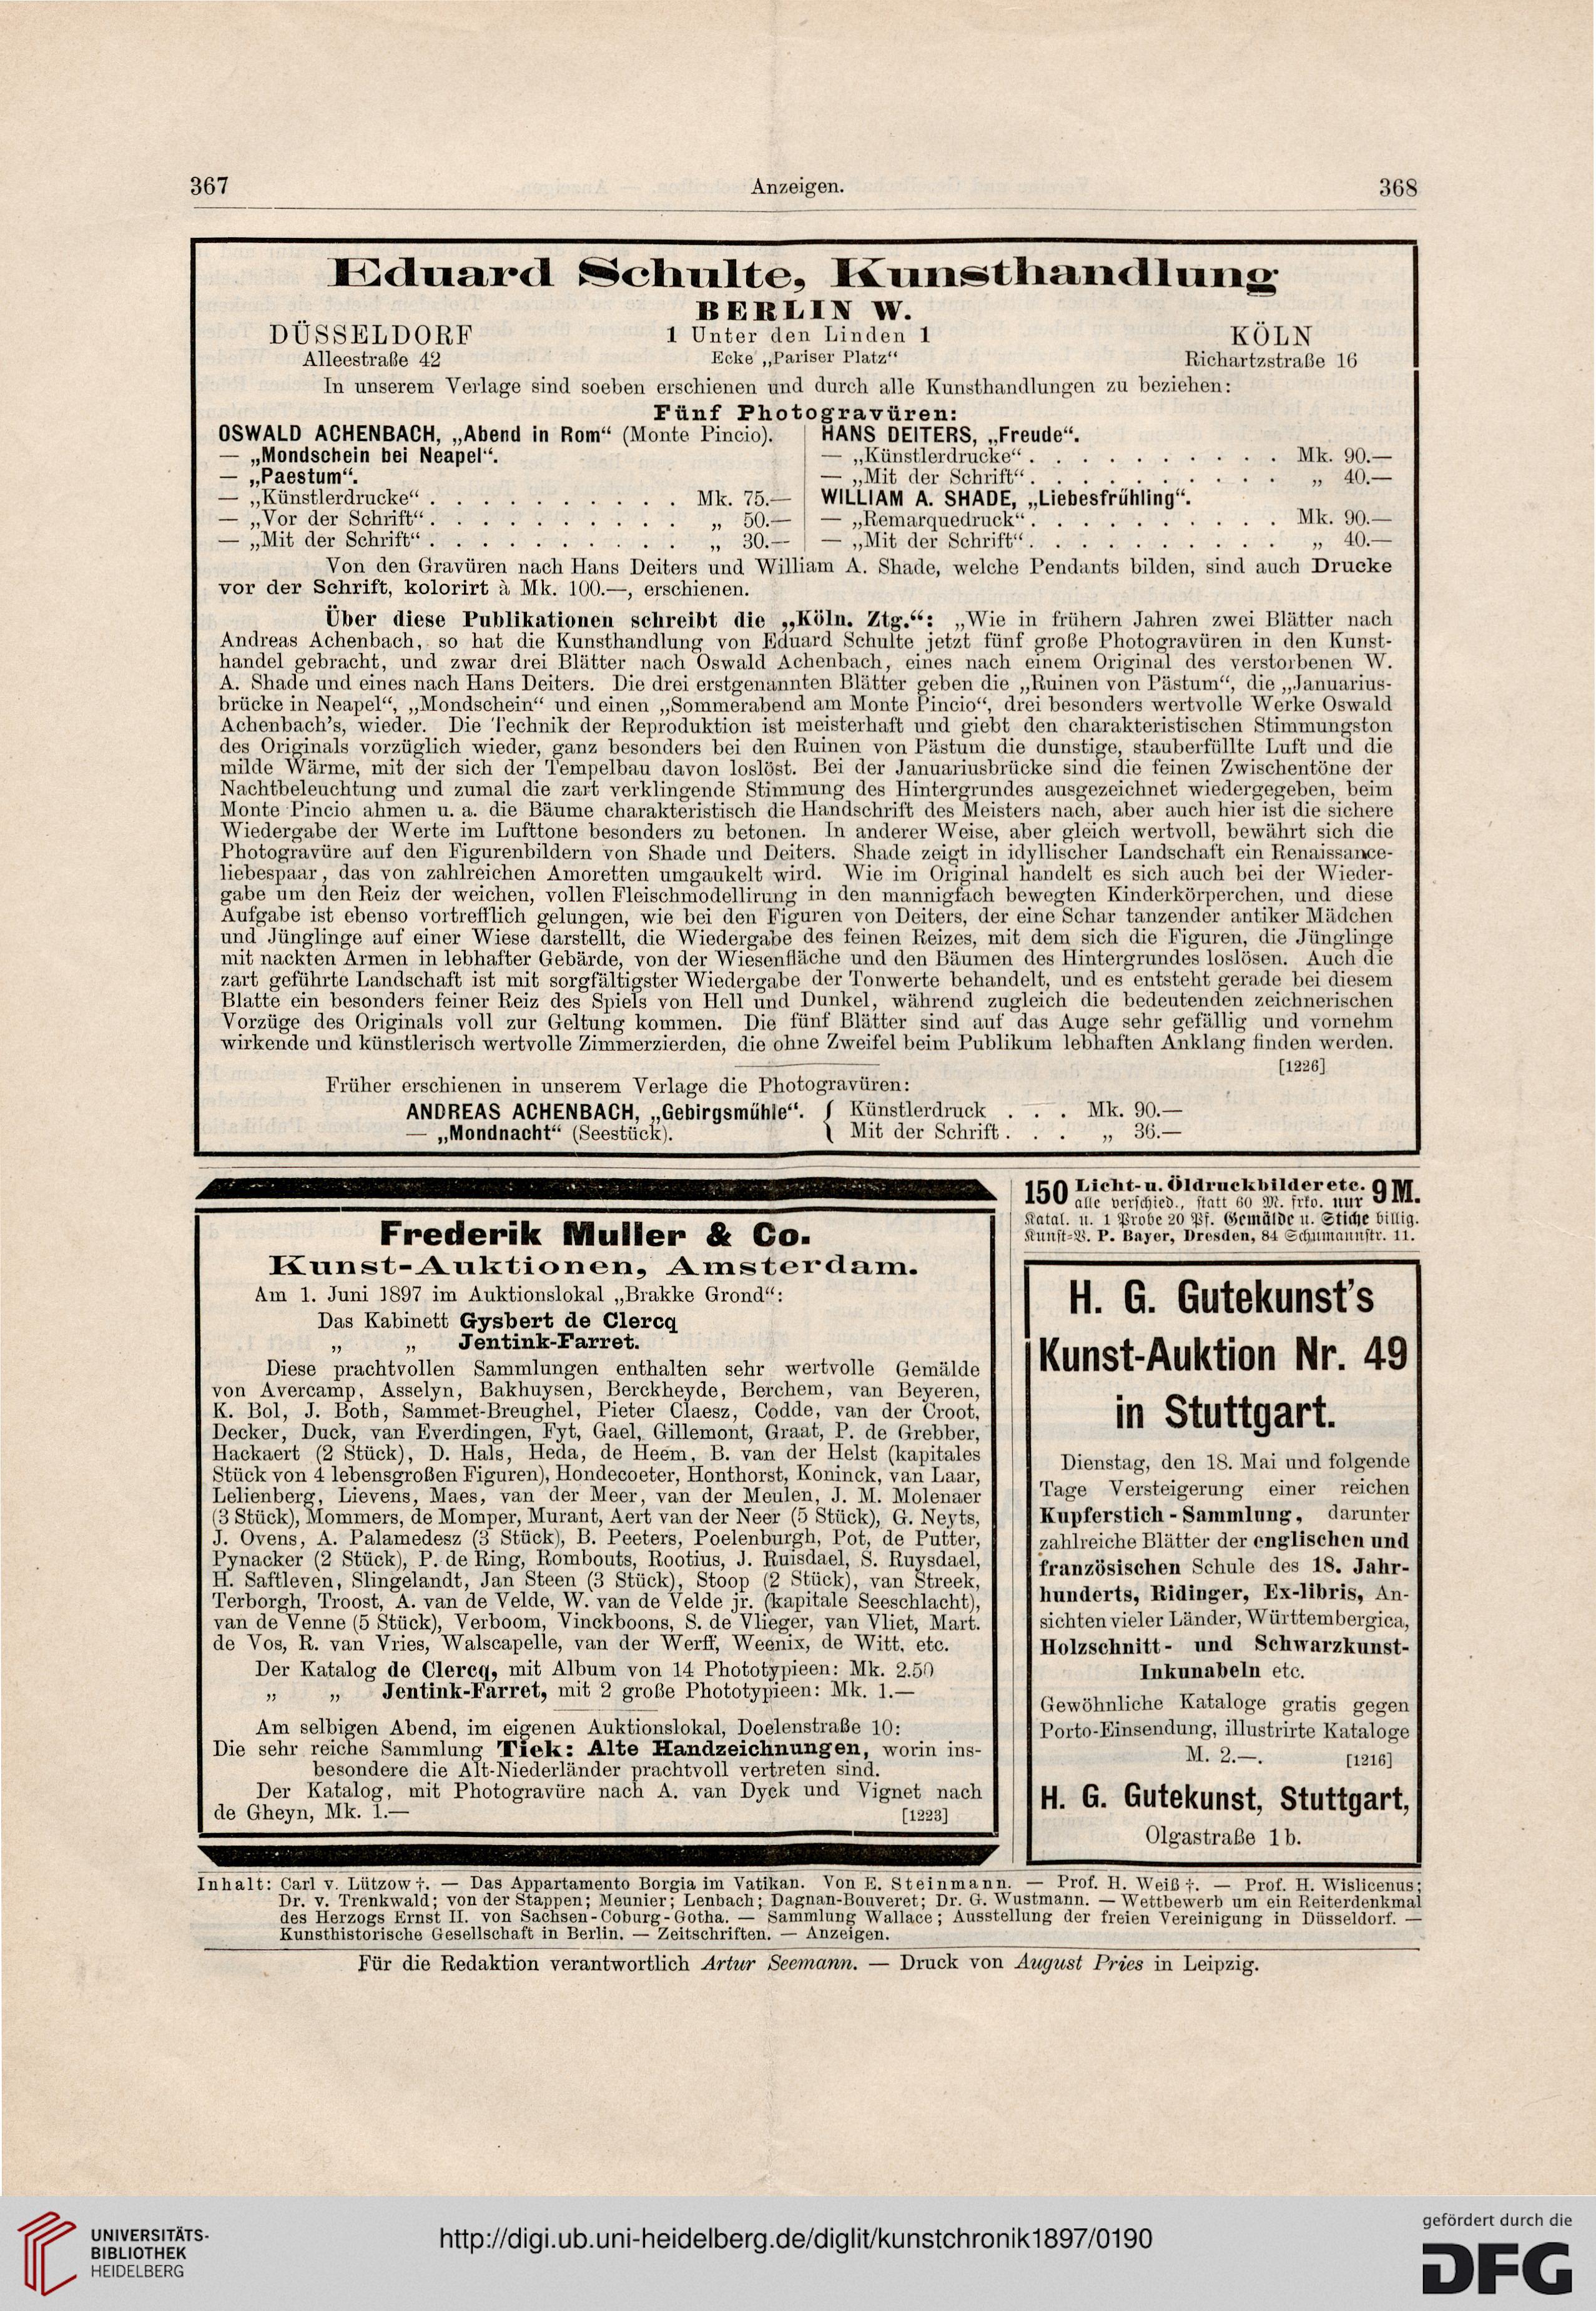 367
Anzeigen.
368
Eduard Schulte, Kunsthandlung
BERLIN W.
DÜSSELDORF
1 Unter den Linden 1
KÖLN
Alleestraße 42
Ecke „Pariser Platz“
Richartzstraße 16
In unserem Verlage sind soeben erschienen und durch alle Kunsthandlungen zu beziehen:
Fünf Photogravüren:
OSWALD ACHENBACH, „Abend in Rom“ (Monte Pincio).
— „Mondschein bei Neapel“.
— „Paestum“.
— „Künstlerdrucke“ . . . . . . . . . . Mk. 75.—
— „Vor der Schrift“ . . . . . . . . . . „ 50.—
— „Mit der Schrift“ . . . . . . . . . . „ 30.—
HANS DEITERS, „Freude“.
— „Künstlerdrucke“ . . . . . . . . . . Mk. 90.—
— „Mit der Schrift“ . . . . . . . . . . „ 40.—
WILLIAM A. SHADE, „Liebesfrühling“.
— „Remarquedruck“ . . . . . . . . . . Mk. 90.—
— „Mit der Schrift“ . . . . . . . . . . „ 40.—
Von den Gravüren nach Hans Deiters und William A. Shade, welche Pendants bilden, sind auch Drucke
vor der Schrift, kolorirt à Mk. 100.—, erschienen.
Über diese Publikationen schreibt die „Köln. Ztg.“: „Wie in frühern Jahren zwei Blätter nach
Andreas Achenbach, so hat die Kunsthandlung von Eduard Schulte jetzt fünf große Photogravüren in den Kunst-
handel gebracht, und zwar drei Blätter nach Oswald Achenbach, eines nach einem Original des verstorbenen W.
A. Shade und eines nach Hans Deiters. Die drei erstgenannten Blätter geben die „Ruinen von Pästum“, die „Januarius-
brücke in Neapel“, „Mondschein“ und einen „Sommerabend am Monte Pincio“, drei besonders wertvolle Werke Oswald
Achenbach's, wieder. Die Technik der Reproduktion ist meisterhaft und giebt den charakteristischen Stimmungston
des Originals vorzüglich wieder, ganz besonders bei den Ruinen von Pästum die dunstige, stauberfüllte Luft und die
milde Wärme, mit der sich der Tempelbau davon loslöst. Bei der Januariusbrücke sind die feinen Zwischentöne der
Nachtbeleuchtung und zumal die zart verklingende Stimmung des Hintergrundes ausgezeichnet wiedergegeben, beim
Monte Pincio ahmen u. a. die Bäume charakteristisch die Handschrift des Meisters nach, aber auch hier ist die sichere
Wiedergabe der Werte im Lufttone besonders zu betonen. In anderer Weise, aber gleich wertvoll, bewährt sich die
Photogravüre auf den Figurenbildern von Shade und Deiters. Shade zeigt in idyllischer Landschaft ein Renaissance-
liebespaar, das von zahlreichen Amoretten umgaukelt wird. Wie im Original handelt es sich auch bei der Wieder-
gabe um den Reiz der weichen, vollen Fleischmodellirung in den mannigfach bewegten Kinderkörperchen, und diese
Aufgabe ist ebenso vortrefflich gelungen, wie bei den Figuren von Deiters, der eine Schar tanzender antiker Mädchen
und Jünglinge auf einer Wiese darstellt, die Wiedergabe des feinen Reizes, mit dem sich die Figuren, die Jünglinge
mit nackten Armen in lebhafter Gebärde, von der Wiesenfläche und den Bäumen des Hintergrundes loslösen. Auch die
zart geführte Landschaft ist mit sorgfältigster Wiedergabe der Tonwerte behandelt, und es entsteht gerade bei diesem
Blatte ein besonders feiner Reiz des Spiels von Hell und Dunkel, während zugleich die bedeutenden zeichnerischen
Vorzüge des Originals voll zur Geltung kommen. Die fünf Blätter sind auf das Auge sehr gefällig und vornehm
wirkende und künstlerisch wertvolle Zimmerzierden, die ohne Zweifel beim Publikum lebhaften Anklang finden werden.
[1226]
Früher erschienen in unserem Verlage die Photogravüren:
ANDREAS ACHENBACH, „Gebirgsmühle“. { Künstlerdruck . . . Mk. 90.—
— „Mondnacht“ (Seestück). Mit der Schrift . . . „ 36.—
Frederik Muller & Co.
Kunst-Auktionen, Amsterdam.
Am 1. Juni 1897 im Auktionslokal „Brakke Grond“:
Das Kabinett Gysbert de Clercq
„ „ Jentink-Farret.
Diese prachtvollen Sammlungen enthalten sehr wertvolle Gemälde
von Avercamp, Asselyn, Bakhuysen, Berckheyde, Berchem, van Beyeren,
K. Bol, J. Both, Sammet-Breughel, Pieter Claesz, Codde, van der Croot,
Decker, Duck, van Everdingen, Fyt, Gael, Gillemont, Graat, P. de Grebber,
Hackaert (2 Stück), D. Hals, Heda, de Heem, B. van der Helst (kapitales
Stück von 4 lebensgroßen Figuren), Hondecoeter, Honthorst, Koninck, van Laar,
Lelienberg, Lievens, Maes, van der Meer, van der Meulen, J. M. Molenaer
(3 Stück), Mommers, de Momper, Murant, Aert van der Neer (5 Stück), G. Neyts,
J. Ovens, A. Palamedesz (3 Stück), B. Peeters, Poelenburgh, Pot, de Putter,
Pynacker (2 Stück), P. de Ring, Rombouts, Rootius, J. Ruisdael, S. Ruysdael,
H. Saftleven, Slingelandt, Jan Steen (3 Stück), Stoop (2 Stück), van Streek,
Terborgh, Troost, A. van de Velde, W. van de Velde jr. (kapitale Seeschlacht),
van de Venne (5 Stück), Verboom, Vinckboons, S. de Vlieger, van Vliet, Mart.
de Vos, R. van Vries, Walscapelle, van der Werff, Weenix, de Witt, etc.
Der Katalog de Clercq, mit Album von 14 Phototypieen: Mk. 2.50
„ „ Jentink-Farret, mit 2 große Phototypieen: Mk. 1.—
Am selbigen Abend, im eigenen Auktionslokal, Doelenstraße 10:
Die sehr reiche Sammlung Tiek: Alte Handzeichnungen, worin ins-
besondere die Alt-Niederländer prachtvoll vertreten sind.
Der Katalog, mit Photogravüre nach A. van Dyck und Vignet nach
de Gheyn, Mk. 1.— [1223]
150 Licht- u. Öldruckbilder etc. 9 M.
alle verschied., statt 60 M. frko. nur
Katal. u. 1 Probe 20 Pf. Gemälde u. Stiche billig.
Kunst-V. P. Bayer, Dresden, 84 Schumannstr. 11.
H. G. Gutekunst's
Kunst-Auktion Nr. 49
in Stuttgart.
Dienstag, den 18. Mai und folgende
Tage Versteigerung einer reichen
Kupferstich-Sammlung, darunter
zahlreiche Blätter der englischen und
französischen Schule des 18. Jahr-
hunderts, Ridinger, Ex-libris, An-
sichten vieler Länder, Württembergica,
Holzschnitt- und Schwarzkunst-
Inkunabeln etc.
Gewöhnliche Kataloge gratis gegen
Porto-Einsendung, illustrirte Kataloge
M. 2.—. [1216]
H. G. Gutekunst, Stuttgart,
Olgastraße 1b.
Inhalt: Carl v. Lützow †. — Das Appartamento Borgia im Vatikan. Von E. Steinmann. — Prof. H. Weiß †. — Prof. H. Wislicenus;
Dr. v. Trenkwald; von der Stappen; Meunier; Lenbach; Dagnan-Bouveret; Dr. G. Wustmann. — Wettbewerb um ein Reiterdenkmal
des Herzogs Ernst II. von Sachsen-Coburg-Gotha. — Sammlung Wallace; Ausstellung der freien Vereinigung in Düsseldorf. —
Kunsthistorische Gesellschaft in Berlin. — Zeitschriften. — Anzeigen.
Für die Redaktion verantwortlich Artur Seemann. — Druck von August Pries in Leipzig.
UNIVERSITÄTS-
BIBLIOTHEK
HEIDELBERG
http://digi.ub.uni-heidelberg.de/diglit/kunstchronik1897/0190
gefördert durch die
DFG